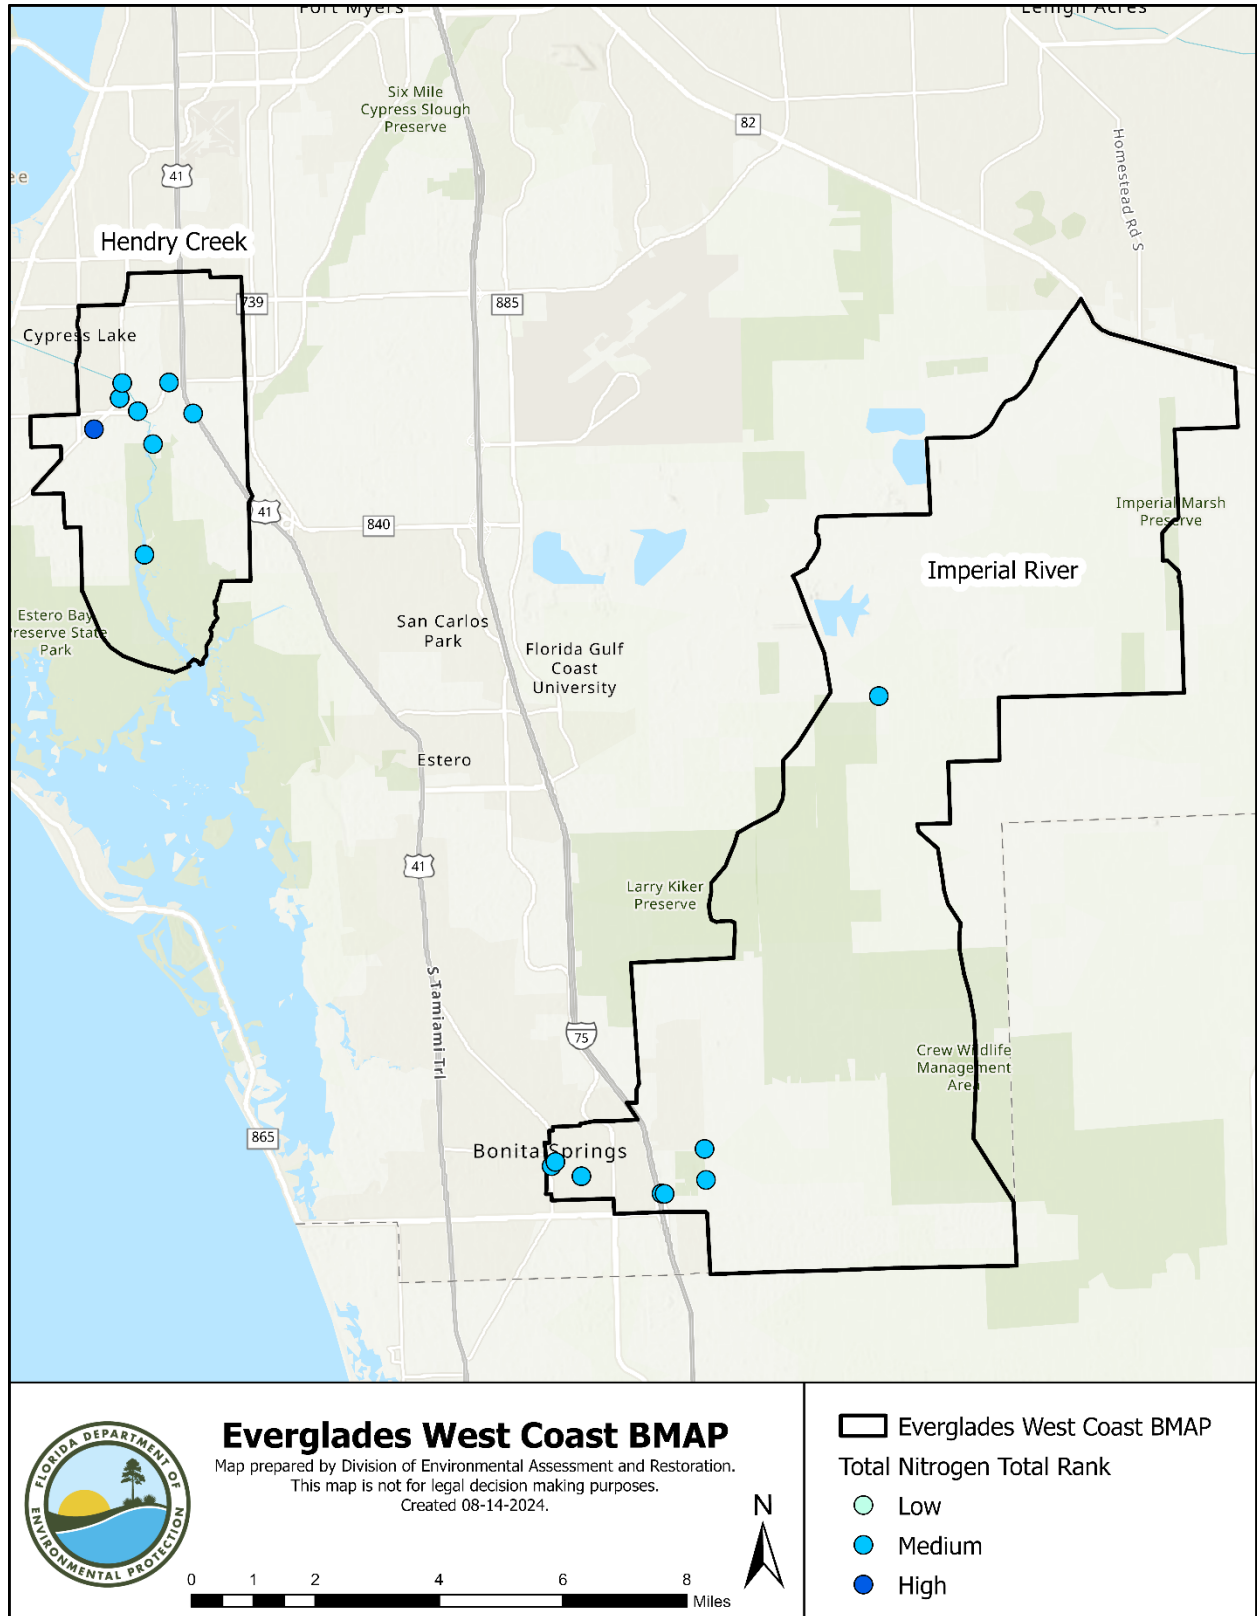 Fort Myers
Lehigh Acres
Six Mile
Cypress Slough
Preserve
82
Homestead Rd S
41
ee
Hendry Creek
739
885
Cypress Lake
Imperial Marsh
Preserve
41
840
Imperial River
Estero Bay
Preserve State
Park
San Carlos
Park
Florida Gulf
Coast
University
Estero
41
Larry Kiker
Preserve
S Tamiami Trl
75
Crew Wildlife
Management
Area
865
Bonita Springs
FLORIDA DEPARTMENT OF
ENVIRONMENTAL PROTECTION
Everglades West Coast BMAP
Map prepared by Division of Environmental Assessment and Restoration.
This map is not for legal decision making purposes.
Created 08-14-2024.
N
0 1 2 4 6 8
Miles
Everglades West Coast BMAP
Total Nitrogen Total Rank
Low
Medium
High